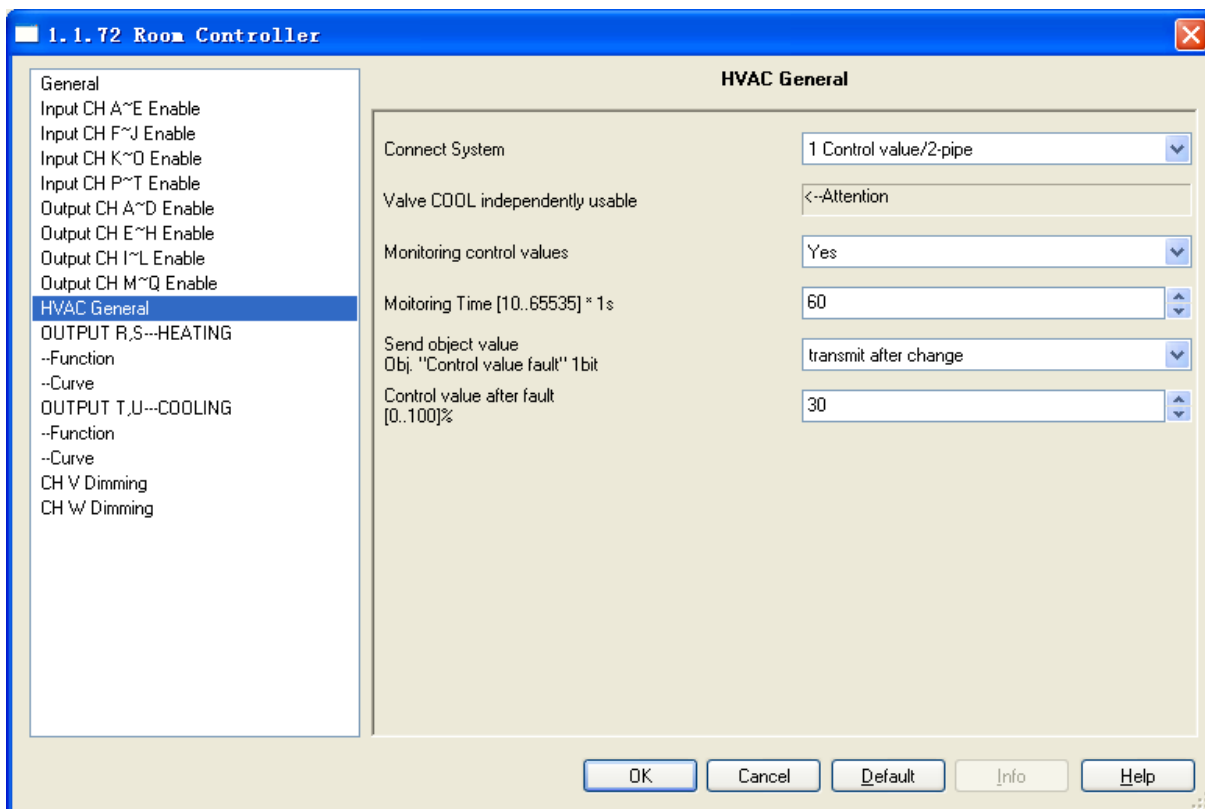 1.1.72 Room Controller
General
Input CH A~E Enable
Input CH F~J Enable
Input CH K~O Enable
Input CH P~T Enable
Output CH A~D Enable
Output CH E~H Enable
Output CH I~L Enable
Output CH M~Q Enable
HVAC General
OUTPUT R,S---HEATING
--Function
--Curve
OUTPUT T,U---COOLING
--Function
--Curve
CH V Dimming
CH W Dimming
HVAC General
Connect System
1 Control value/2-pipe
Valve COOL independently usable
<--Attention
Monitoring control values
Yes
Moitoring Time [10..65535] * 1s
60
Send object value
Obj. "Control value fault" 1bit
transmit after change
Control value after fault
[0..100]%
30
OK
Cancel
Default
Info
Help